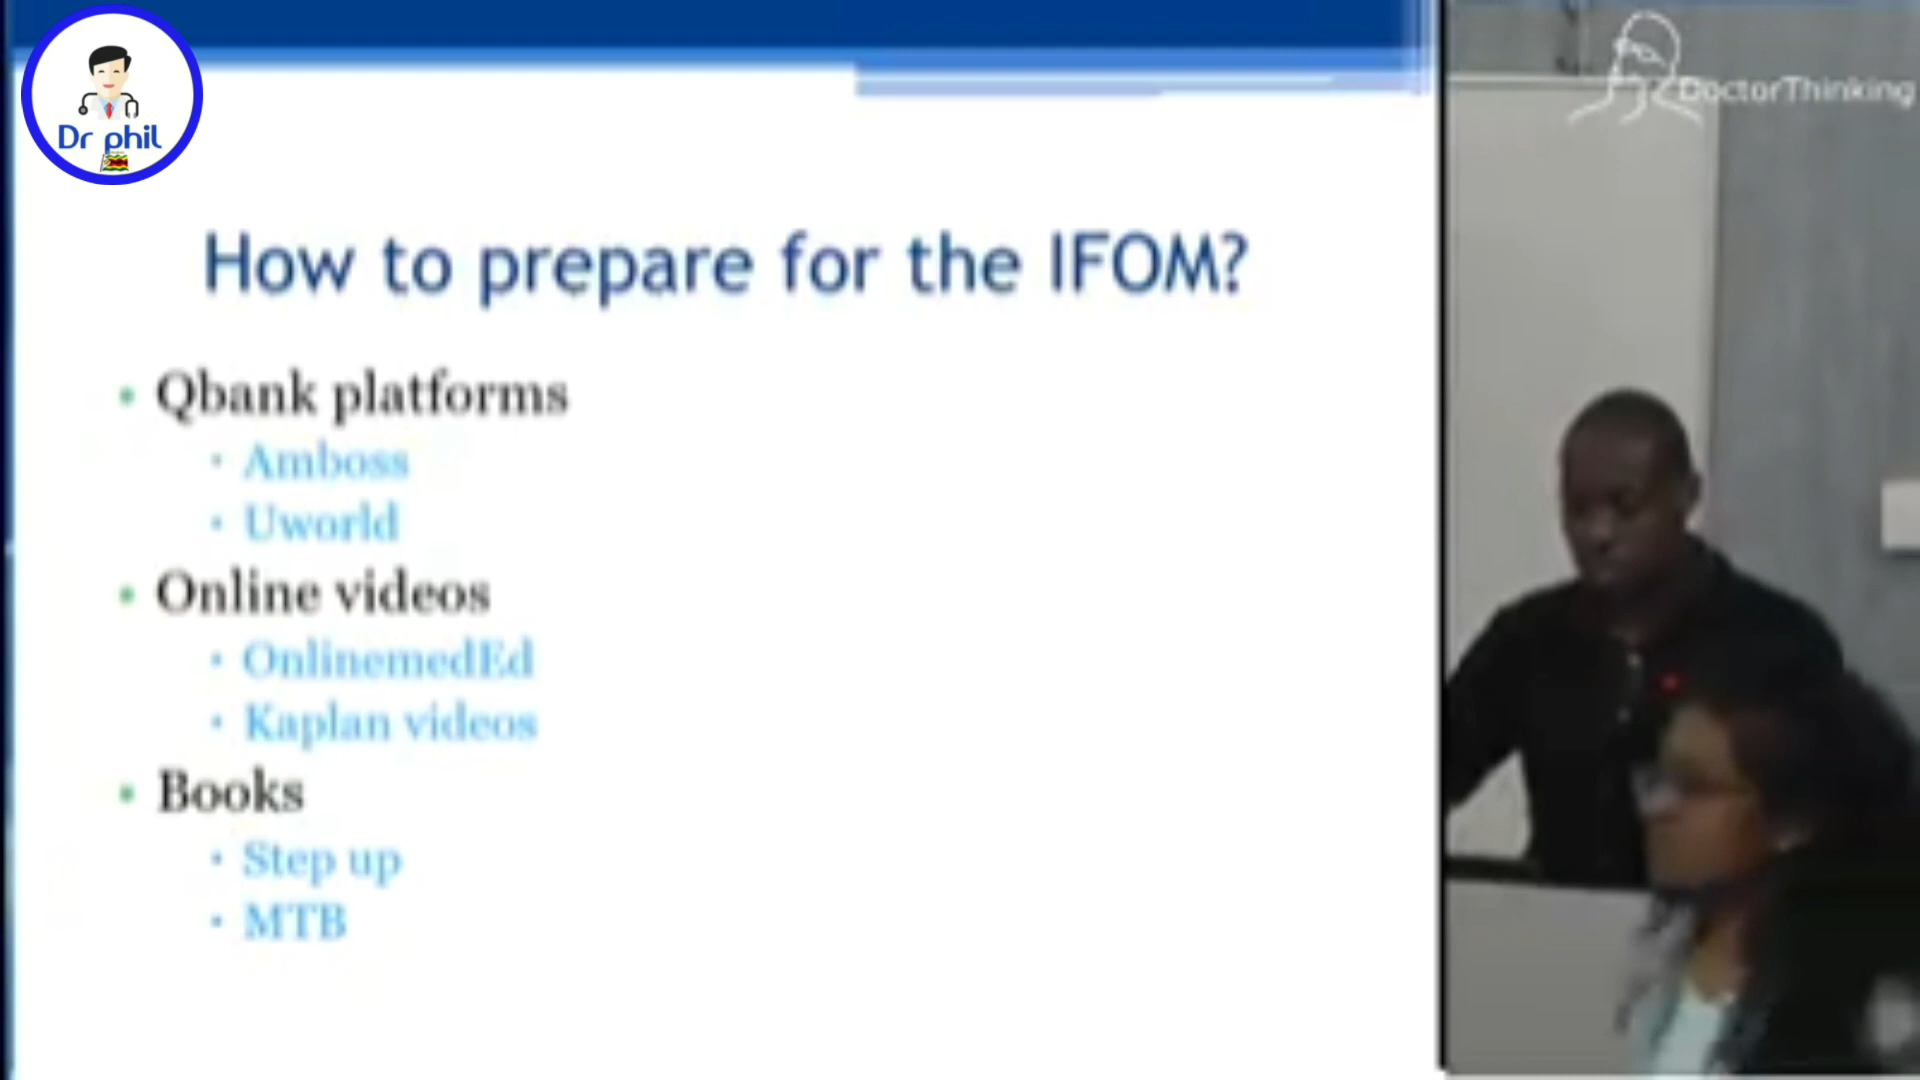 Dr phil
DoctorThinking
How to prepare for the IFOM?
Qbank platforms
Amboss
Uworld
Online videos
OnlinemedEd
Kaplan videos
Books
Step up
MTB